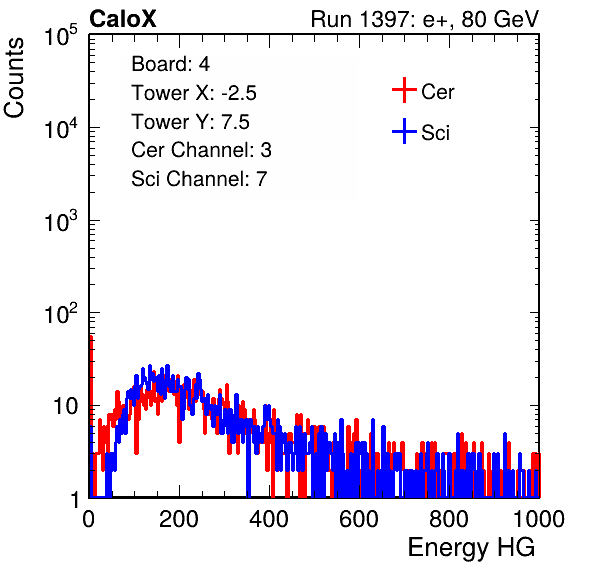 CaloX Run 1397: e+, 80 GeV
Counts
10^5
10^4
10^3
10^2
10
1
Board: 4
Tower X: -2.5
Tower Y: 7.5
Cer Channel: 3
Sci Channel: 7
Cer
Sci
0 200 400 600 800 1000
Energy HG